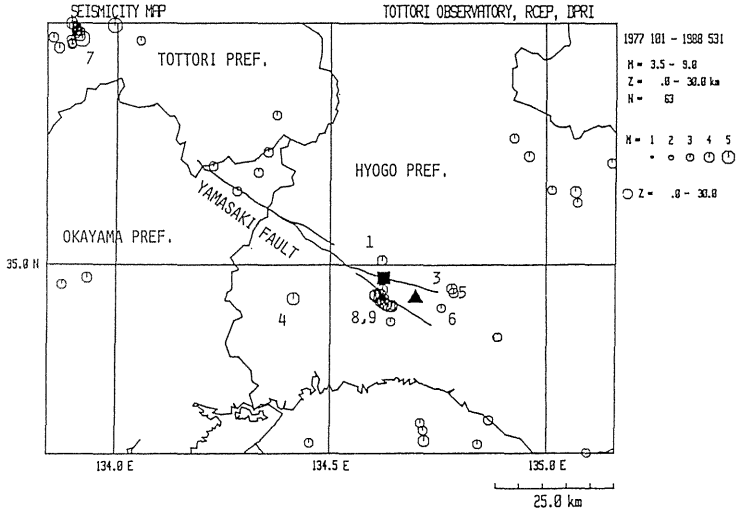 SEISMICITY MAP
TOTTORI OBSERVATORY, RCEP, DPRI
1977 101 - 1988 531
M = 3.5 - 9.0
Z = .0 - 30.0 km
N = 63
M = 1 2 3 4 5
Z = .0 - 30.0
7
TOTTORI PREF.
HYOGO PREF.
YAMASAKI FAULT
OKAYAMA PREF.
1
35.0 N
3
5
4
8,9
6
134.0 E
134.5 E
135.0 E
25.0 km